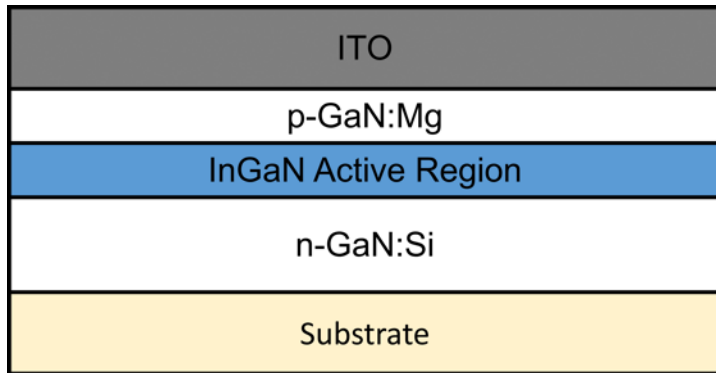 ITO
p-GaN:Mg
InGaN Active Region
n-GaN:Si
Substrate